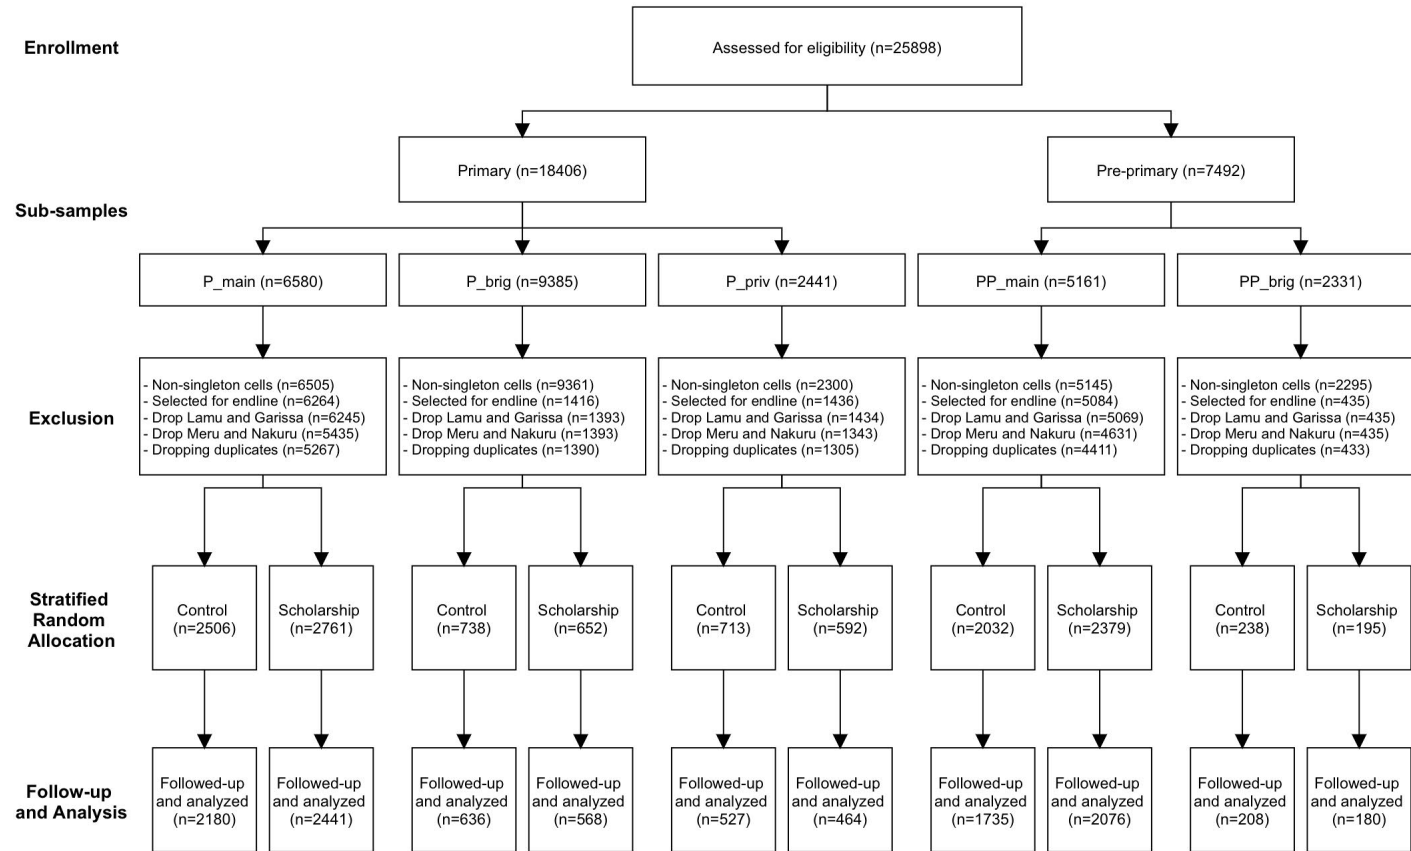 Enrollment
Assessed for eligibility (n=25898)
Primary (n=18406)
Pre-primary (n=7492)
Sub-samples
P_main (n=6580)
P_brig (n=9385)
P_priv (n=2441)
PP_main (n=5161)
PP_brig (n=2331)
Exclusion
- Non-singleton cells (n=6505)
- Selected for endline (n=6264)
- Drop Lamu and Garissa (n=6245)
- Drop Meru and Nakuru (n=5435)
- Dropping duplicates (n=5267)
- Non-singleton cells (n=9361)
- Selected for endline (n=1416)
- Drop Lamu and Garissa (n=1393)
- Drop Meru and Nakuru (n=1393)
- Dropping duplicates (n=1390)
- Non-singleton cells (n=2300)
- Selected for endline (n=1436)
- Drop Lamu and Garissa (n=1434)
- Drop Meru and Nakuru (n=1343)
- Dropping duplicates (n=1305)
- Non-singleton cells (n=5145)
- Selected for endline (n=5084)
- Drop Lamu and Garissa (n=5069)
- Drop Meru and Nakuru (n=4631)
- Dropping duplicates (n=4411)
- Non-singleton cells (n=2295)
- Selected for endline (n=435)
- Drop Lamu and Garissa (n=435)
- Drop Meru and Nakuru (n=435)
- Dropping duplicates (n=433)
Stratified
Random
Allocation
Control
(n=2506)
Scholarship
(n=2761)
Control
(n=738)
Scholarship
(n=652)
Control
(n=713)
Scholarship
(n=592)
Control
(n=2032)
Scholarship
(n=2379)
Control
(n=238)
Scholarship
(n=195)
Follow-up
and Analysis
Followed-up
and analyzed
(n=2180)
Followed-up
and analyzed
(n=2441)
Followed-up
and analyzed
(n=636)
Followed-up
and analyzed
(n=568)
Followed-up
and analyzed
(n=527)
Followed-up
and analyzed
(n=464)
Followed-up
and analyzed
(n=1735)
Followed-up
and analyzed
(n=2076)
Followed-up
and analyzed
(n=208)
Followed-up
and analyzed
(n=180)